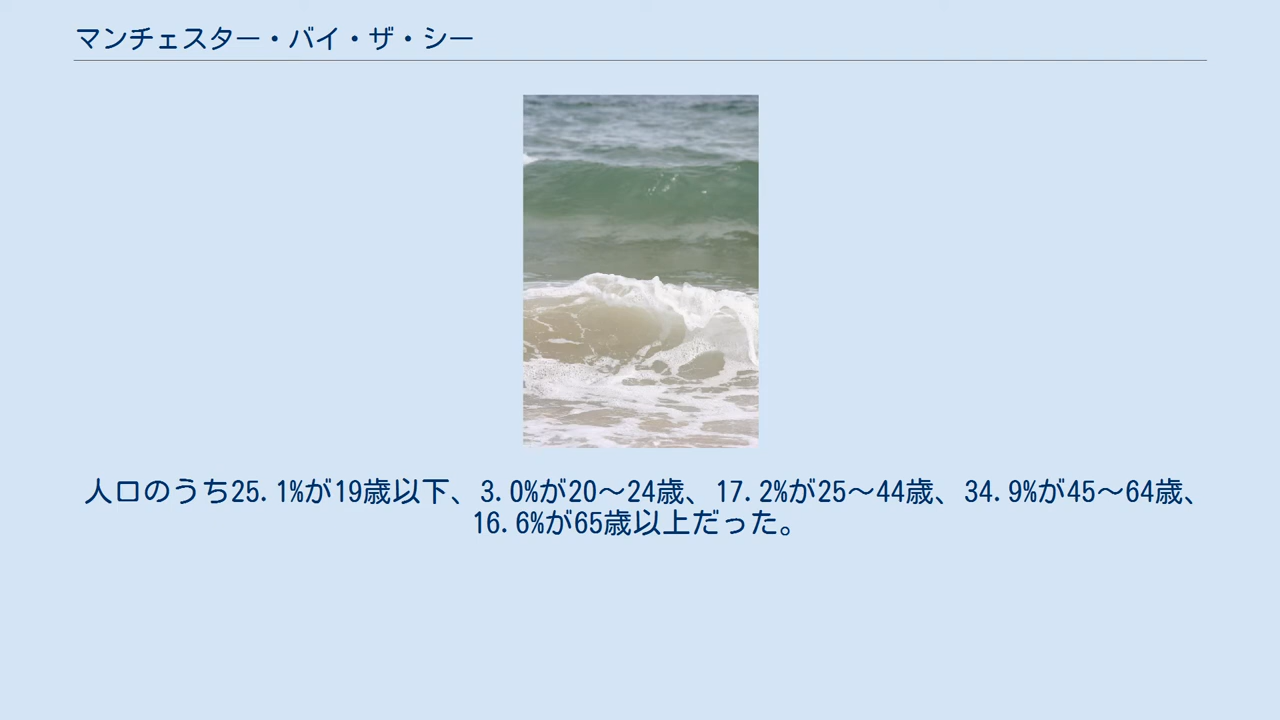 マンチェスター・バイ・ザ・シー
人口のうち25.1%が19歳以下、3.0%が20〜24歳、17.2%が25〜44歳、34.9%が45〜64歳、
16.6%が65歳以上だった。